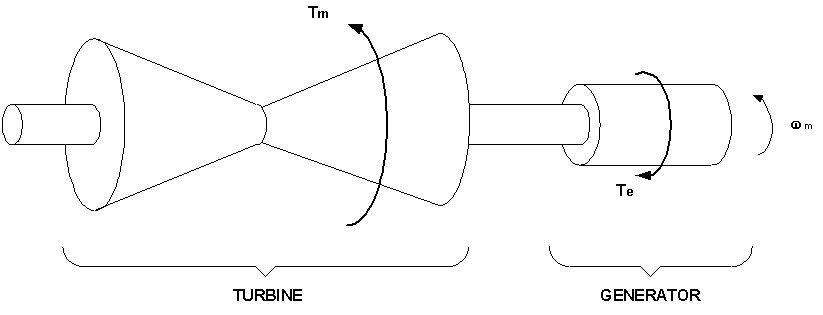 Tm
ωm
Te
TURBINE
GENERATOR